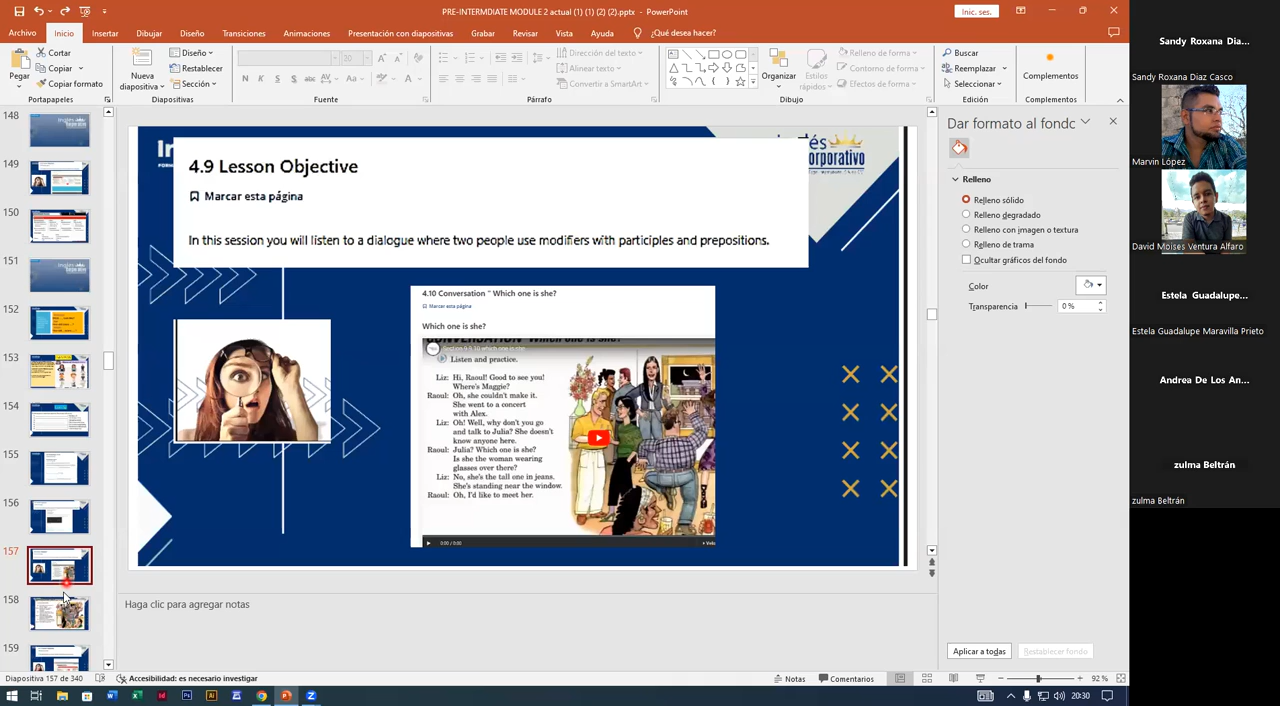 PRE-INTERMDIATE MODULE 2 actual (1) (1) (2) (2).pptx - PowerPoint
Inic. ses.
Archivo Inicio Insertar Dibujar Diseño Transiciones Animaciones Presentación con diapositivas Grabar Revisar Vista Ayuda ¿Qué desea hacer?
Pegar
Cortar
Copiar
Copiar formato
Portapapeles
Nueva diapositiva
Diseño
Restablecer
Sección
Diapositivas
30
N K S S abc AV Aa A
Fuente
Dirección del texto
Alinear texto
Convertir a SmartArt
Párrafo
Organizar
Estilos rápidos
Relleno de forma
Contorno de forma
Efectos de forma
Dibujo
Buscar
Reemplazar
Seleccionar
Edición
Complementos
Complementos
148
149
150
151
153
155
156
157
158
159
4.9 Lesson Objective
Marcar esta página
In this session you will listen to a dialogue where two people use modifiers with participles and prepositions.
4.10 Conversation " Which one is she?
Marcar esta página
Which one is she?
Listen and practice.
Liz: Hi, Raoul! Good to see you!
Where's Maggie?
Raoul: Oh, she couldn't make it.
She went to a concert
with Alex.
Liz: Oh! Well, why don't you go
and talk to Julia? She doesn't
know anyone here.
Raoul: Julia? Which one is she?
Is she the woman wearing
glasses over there?
Liz: No, she's the tall one in jeans.
She's standing near the window.
Raoul: Oh, I'd like to meet her.
0:00 / 0:00
Haga clic para agregar notas
Dar formato al fondo
Relleno
Relleno sólido
Relleno degradado
Relleno con imagen o textura
Relleno de trama
Ocultar gráficos del fondo
Color
Transparencia 0 %
Aplicar a todas
Restablecer fondo
Diapositiva 157 de 340
Accesibilidad: es necesario investigar
Notas
Comentarios
92 %
20:30
Sandy Roxana Dia...
Sandy Roxana Diaz Casco
Marvin López
David Moises Ventura Alfaro
Estela Guadalupe...
Estela Guadalupe Maravilla Prieto
Andrea De Los An...
zulma Beltrán
zulma Beltrán